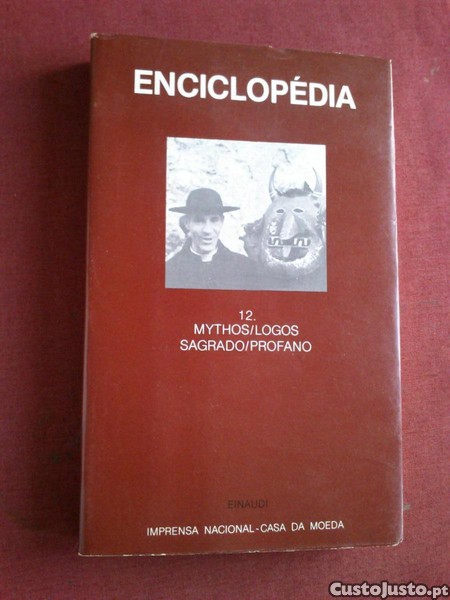 ENCICLOPÉDIA
12.
MYTHOS/LOGOS
SAGRADO/PROFANO
EINAUDI
IMPRENSA NACIONAL-CASA DA MOEDA
CustoJusto.pt